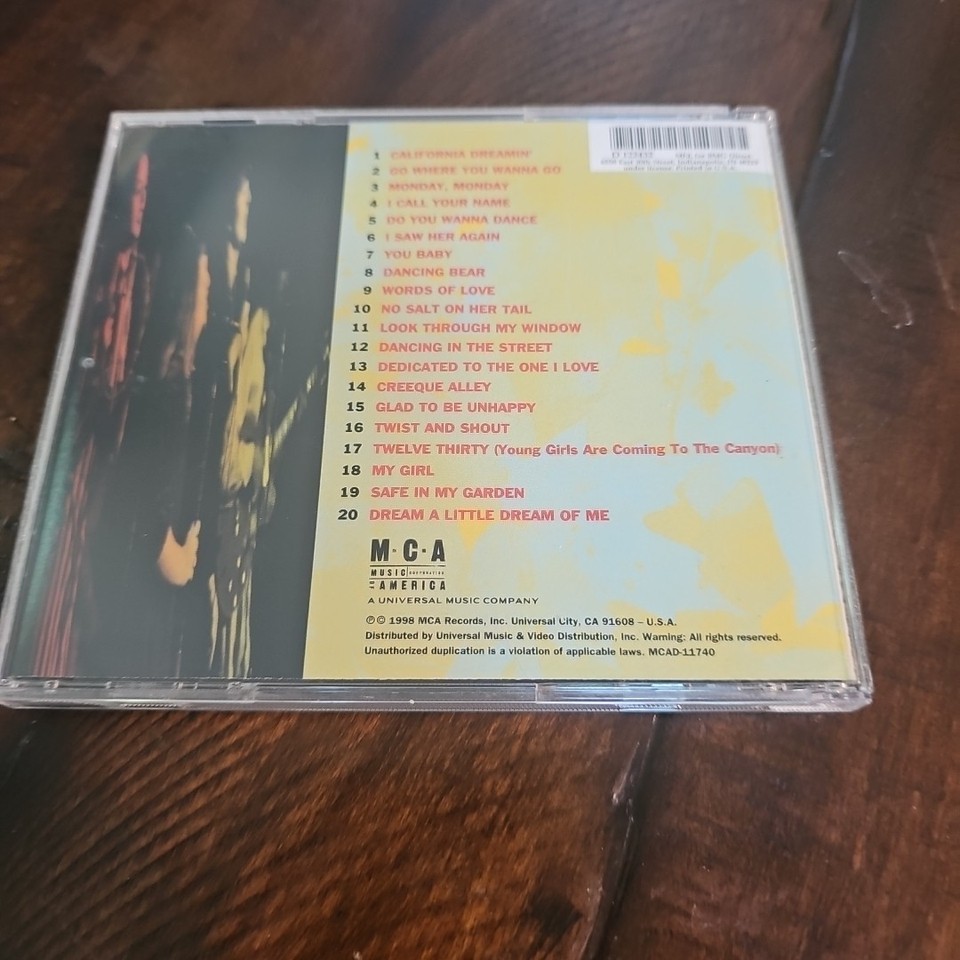 1 CALIFORNIA DREAMIN'
2 GO WHERE YOU WANNA GO
3 MONDAY, MONDAY
4 I CALL YOUR NAME
5 DO YOU WANNA DANCE
6 I SAW HER AGAIN
7 YOU BABY
8 DANCING BEAR
9 WORDS OF LOVE
10 NO SALT ON HER TAIL
11 LOOK THROUGH MY WINDOW
12 DANCING IN THE STREET
13 DEDICATED TO THE ONE I LOVE
14 CREEQUE ALLEY
15 GLAD TO BE UNHAPPY
16 TWIST AND SHOUT
17 TWELVE THIRTY (Young Girls Are Coming To The Canyon)
18 MY GIRL
19 SAFE IN MY GARDEN
20 DREAM A LITTLE DREAM OF ME
M·C·A
MUSIC CORPORATION
OF AMERICA
A UNIVERSAL MUSIC COMPANY
℗© 1998 MCA Records, Inc. Universal City, CA 91608 – U.S.A.
Distributed by Universal Music & Video Distribution, Inc. Warning: All rights reserved.
Unauthorized duplication is a violation of applicable laws. MCAD-11740
under license. Printed in U.S.A.